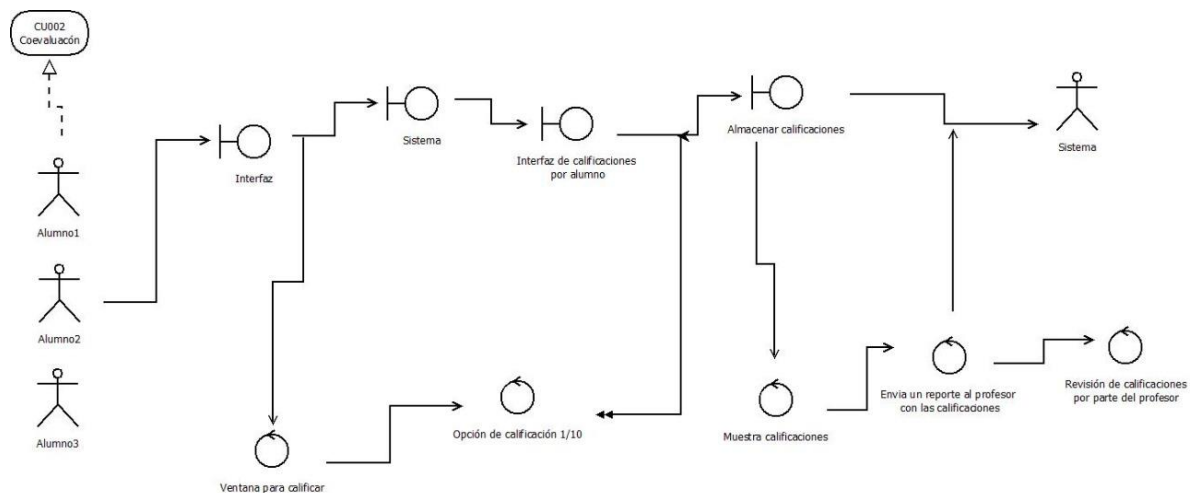 CU002
Coevaluacón
Alumno1
Alumno2
Alumno3
Interfaz
Sistema
Interfaz de calificaciones
por alumno
Almacenar calificaciones
Sistema
Ventana para calificar
Opción de calificación 1/10
Muestra calificaciones
Envia un reporte al profesor
con las calificaciones
Revisión de calificaciones
por parte del profesor